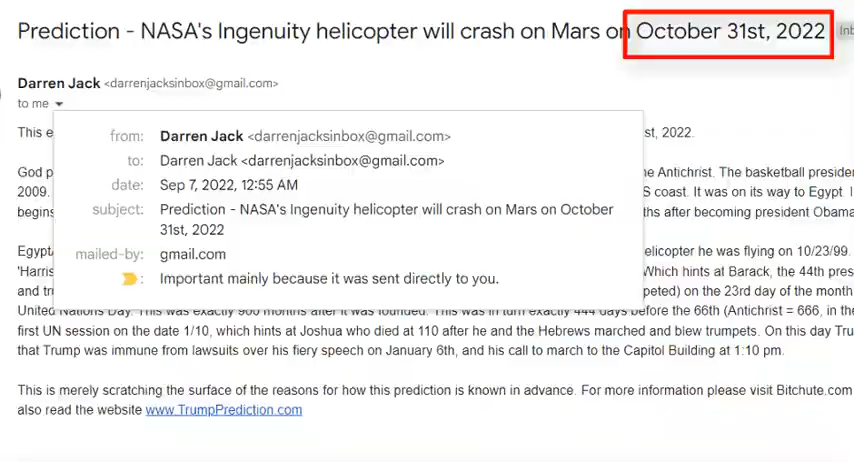 Prediction - NASA's Ingenuity helicopter will crash on Mars on October 31st, 2022
Darren Jack <darrenjacksinbox@gmail.com>
to me
This
st, 2022.
from: Darren Jack <darrenjacksinbox@gmail.com>
to: Darren Jack <darrenjacksinbox@gmail.com>
date: Sep 7, 2022, 12:55 AM
subject: Prediction - NASA's Ingenuity helicopter will crash on Mars on October
31st, 2022
mailed-by: gmail.com
Important mainly because it was sent directly to you.
God
the Antichrist. The basketball
2009.
coast. It was on its way to Egypt
after becoming president Obama
helicopter he was flying on 10/23/99.
'Harris
Which hints at Barack, the 44th
and
on the 23rd day of the month
United Nations Day. This was exactly 900 months after it was founded. This was in turn exactly 444 days before the 66th (Antichrist = 666, in the
first UN session on the date 1/10, which hints at Joshua who died at 110 after he and the Hebrews marched and blew trumpets. On this day
that Trump was immune from lawsuits over his fiery speech on January 6th, and his call to march to the Capitol Building at 1:10 pm.
This is merely scratching the surface of the reasons for how this prediction is known in advance. For more information please visit Bitchute.com
also read the website www.TrumpPrediction.com